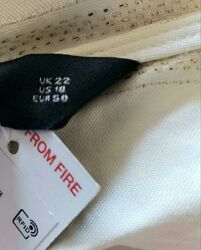 UK 22
US 18
EUR 50
FROM FIRE
RFID